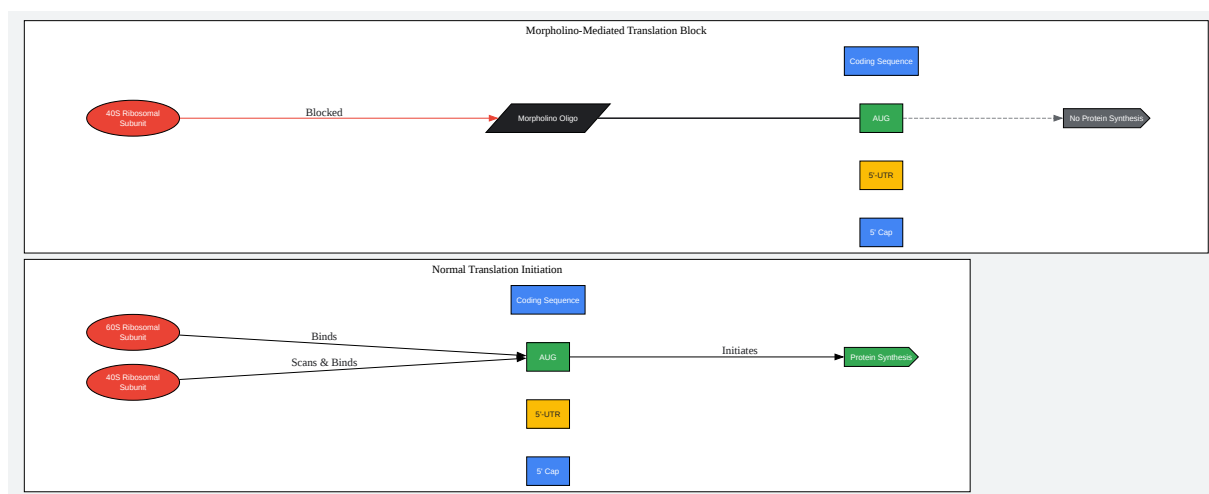 Morpholino-Mediated Translation Block
Coding Sequence
40S Ribosomal
Subunit
Blocked
Morpholino Oligo
AUG
No Protein Synthesis
5'-UTR
5' Cap
Normal Translation Initiation
Coding Sequence
60S Ribosomal
Subunit
Binds
Scans & Binds
40S Ribosomal
Subunit
AUG
Initiates
Protein Synthesis
5'-UTR
5' Cap